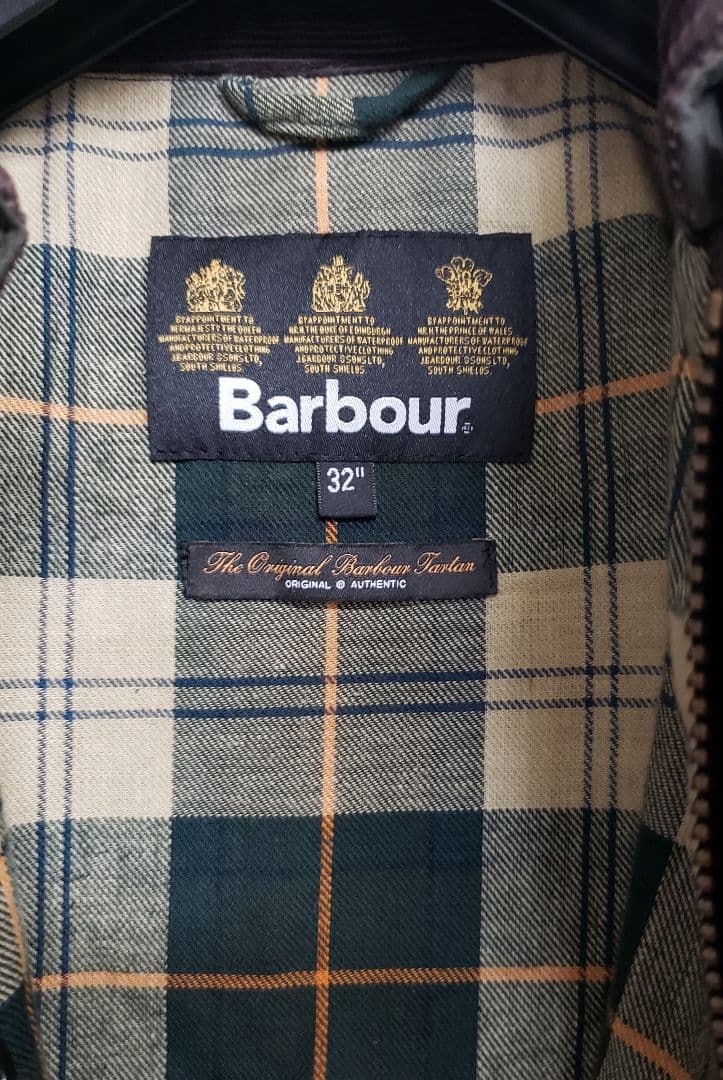 BY APPOINTMENT TO
HER MAJESTY THE QUEEN
MANUFACTURERS OF WATERPROOF
AND PROTECTIVE CLOTHING
J.BARBOUR & SONS LTD,
SOUTH SHIELDS.
BY APPOINTMENT TO
H.R.H.THE DUKE OF EDINBURGH
MANUFACTURERS OF WATERPROOF
AND PROTECTIVE CLOTHING
J.BARBOUR & SONS LTD,
SOUTH SHIELDS.
BY APPOINTMENT TO
H.R.H.THE PRINCE OF WALES
MANUFACTURERS OF WATERPROOF
AND PROTECTIVE CLOTHING
J.BARBOUR & SONS LTD,
SOUTH SHIELDS.
Barbour
32"
The Original Barbour Tartan
ORIGINAL © AUTHENTIC